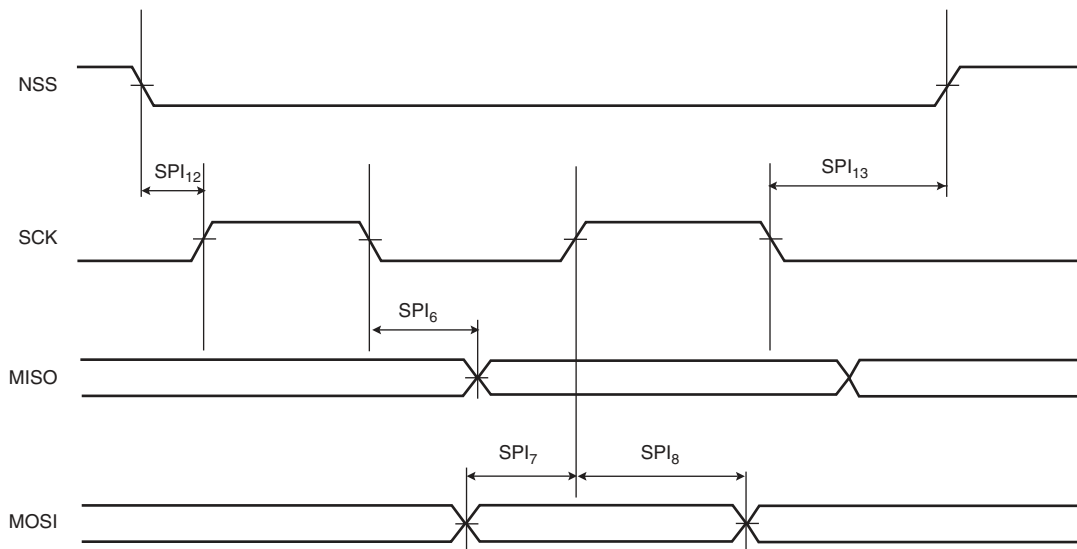 NSS
SPI₁₂
SPI₁₃
SCK
SPI₆
MISO
SPI₇
SPI₈
MOSI